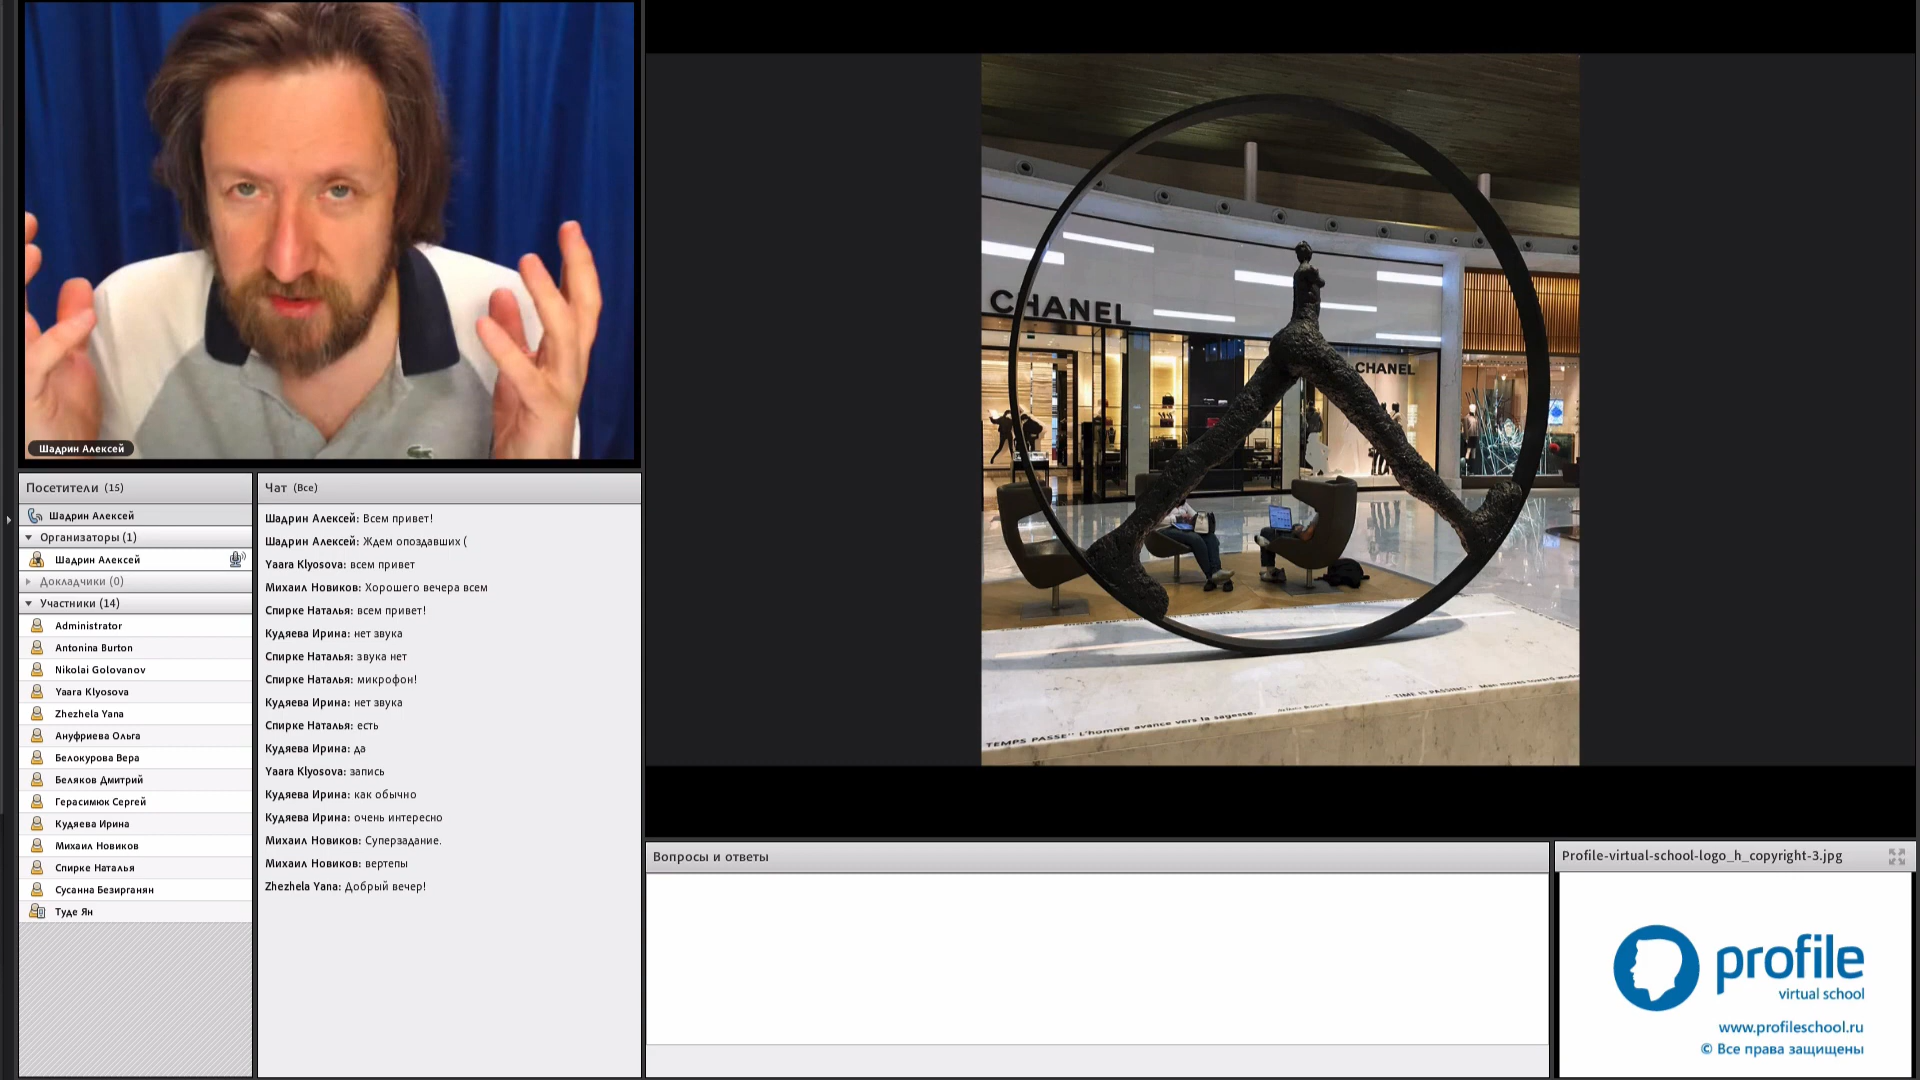 Шадрин Алексей
Посетители (15)
Шадрин Алексей
Организаторы (1)
Шадрин Алексей
Докладчики (0)
Участники (14)
Administrator
Antonina Burton
Nikolai Golovanov
Yaara Klyosova
Zhezhela Yana
Ануфриева Ольга
Белокурова Вера
Беляков Дмитрий
Герасимюк Сергей
Кудяева Ирина
Михаил Новиков
Спирке Наталья
Сусанна Безирганян
Туде Ян
Чат (Все)
Шадрин Алексей: Всем привет!
Шадрин Алексей: Ждем опоздавших (
Yaara Klyosova: всем привет
Михаил Новиков: Хорошего вечера всем
Спирке Наталья: всем привет!
Кудяева Ирина: нет звука
Спирке Наталья: звука нет
Спирке Наталья: микрофон!
Кудяева Ирина: нет звука
Спирке Наталья: есть
Кудяева Ирина: да
Yaara Klyosova: запись
Кудяева Ирина: как обычно
Кудяева Ирина: очень интересно
Михаил Новиков: Суперзадание.
Михаил Новиков: вертепы
Zhezhela Yana: Добрый вечер!
CHANEL
CHANEL
"TIME IS PASSING" Man moves toward
TEMPS PASSE" L'homme avance vers la sagesse.
Вопросы и ответы
Profile-virtual-school-logo_h_copyright-3.jpg
profile
virtual school
www.profileschool.ru
© Все права защищены